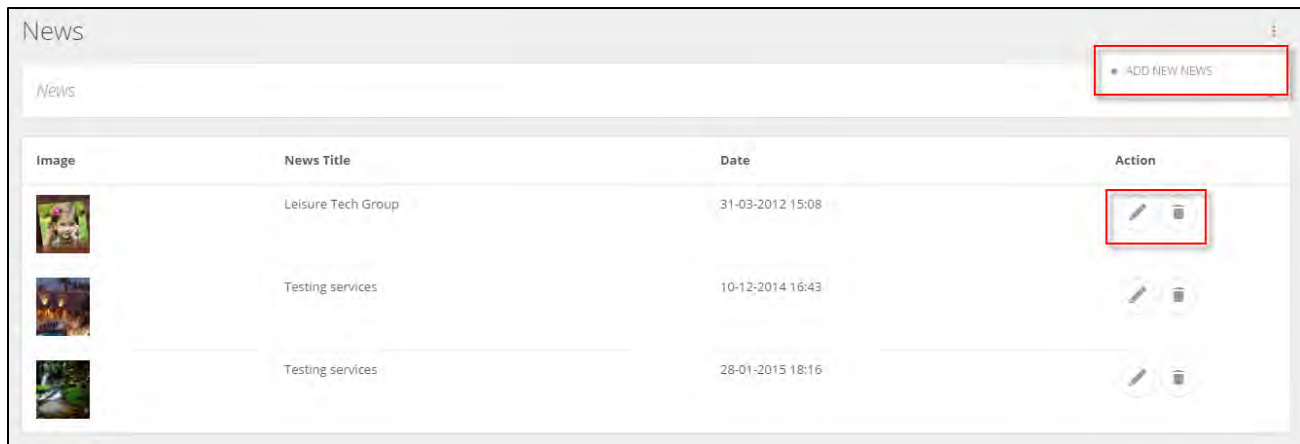 News
ADD NEW NEWS
News
Image News Title Date Action
Leisure Tech Group 31-03-2012 15:08
Testing services 10-12-2014 16:43
Testing services 28-01-2015 18:16